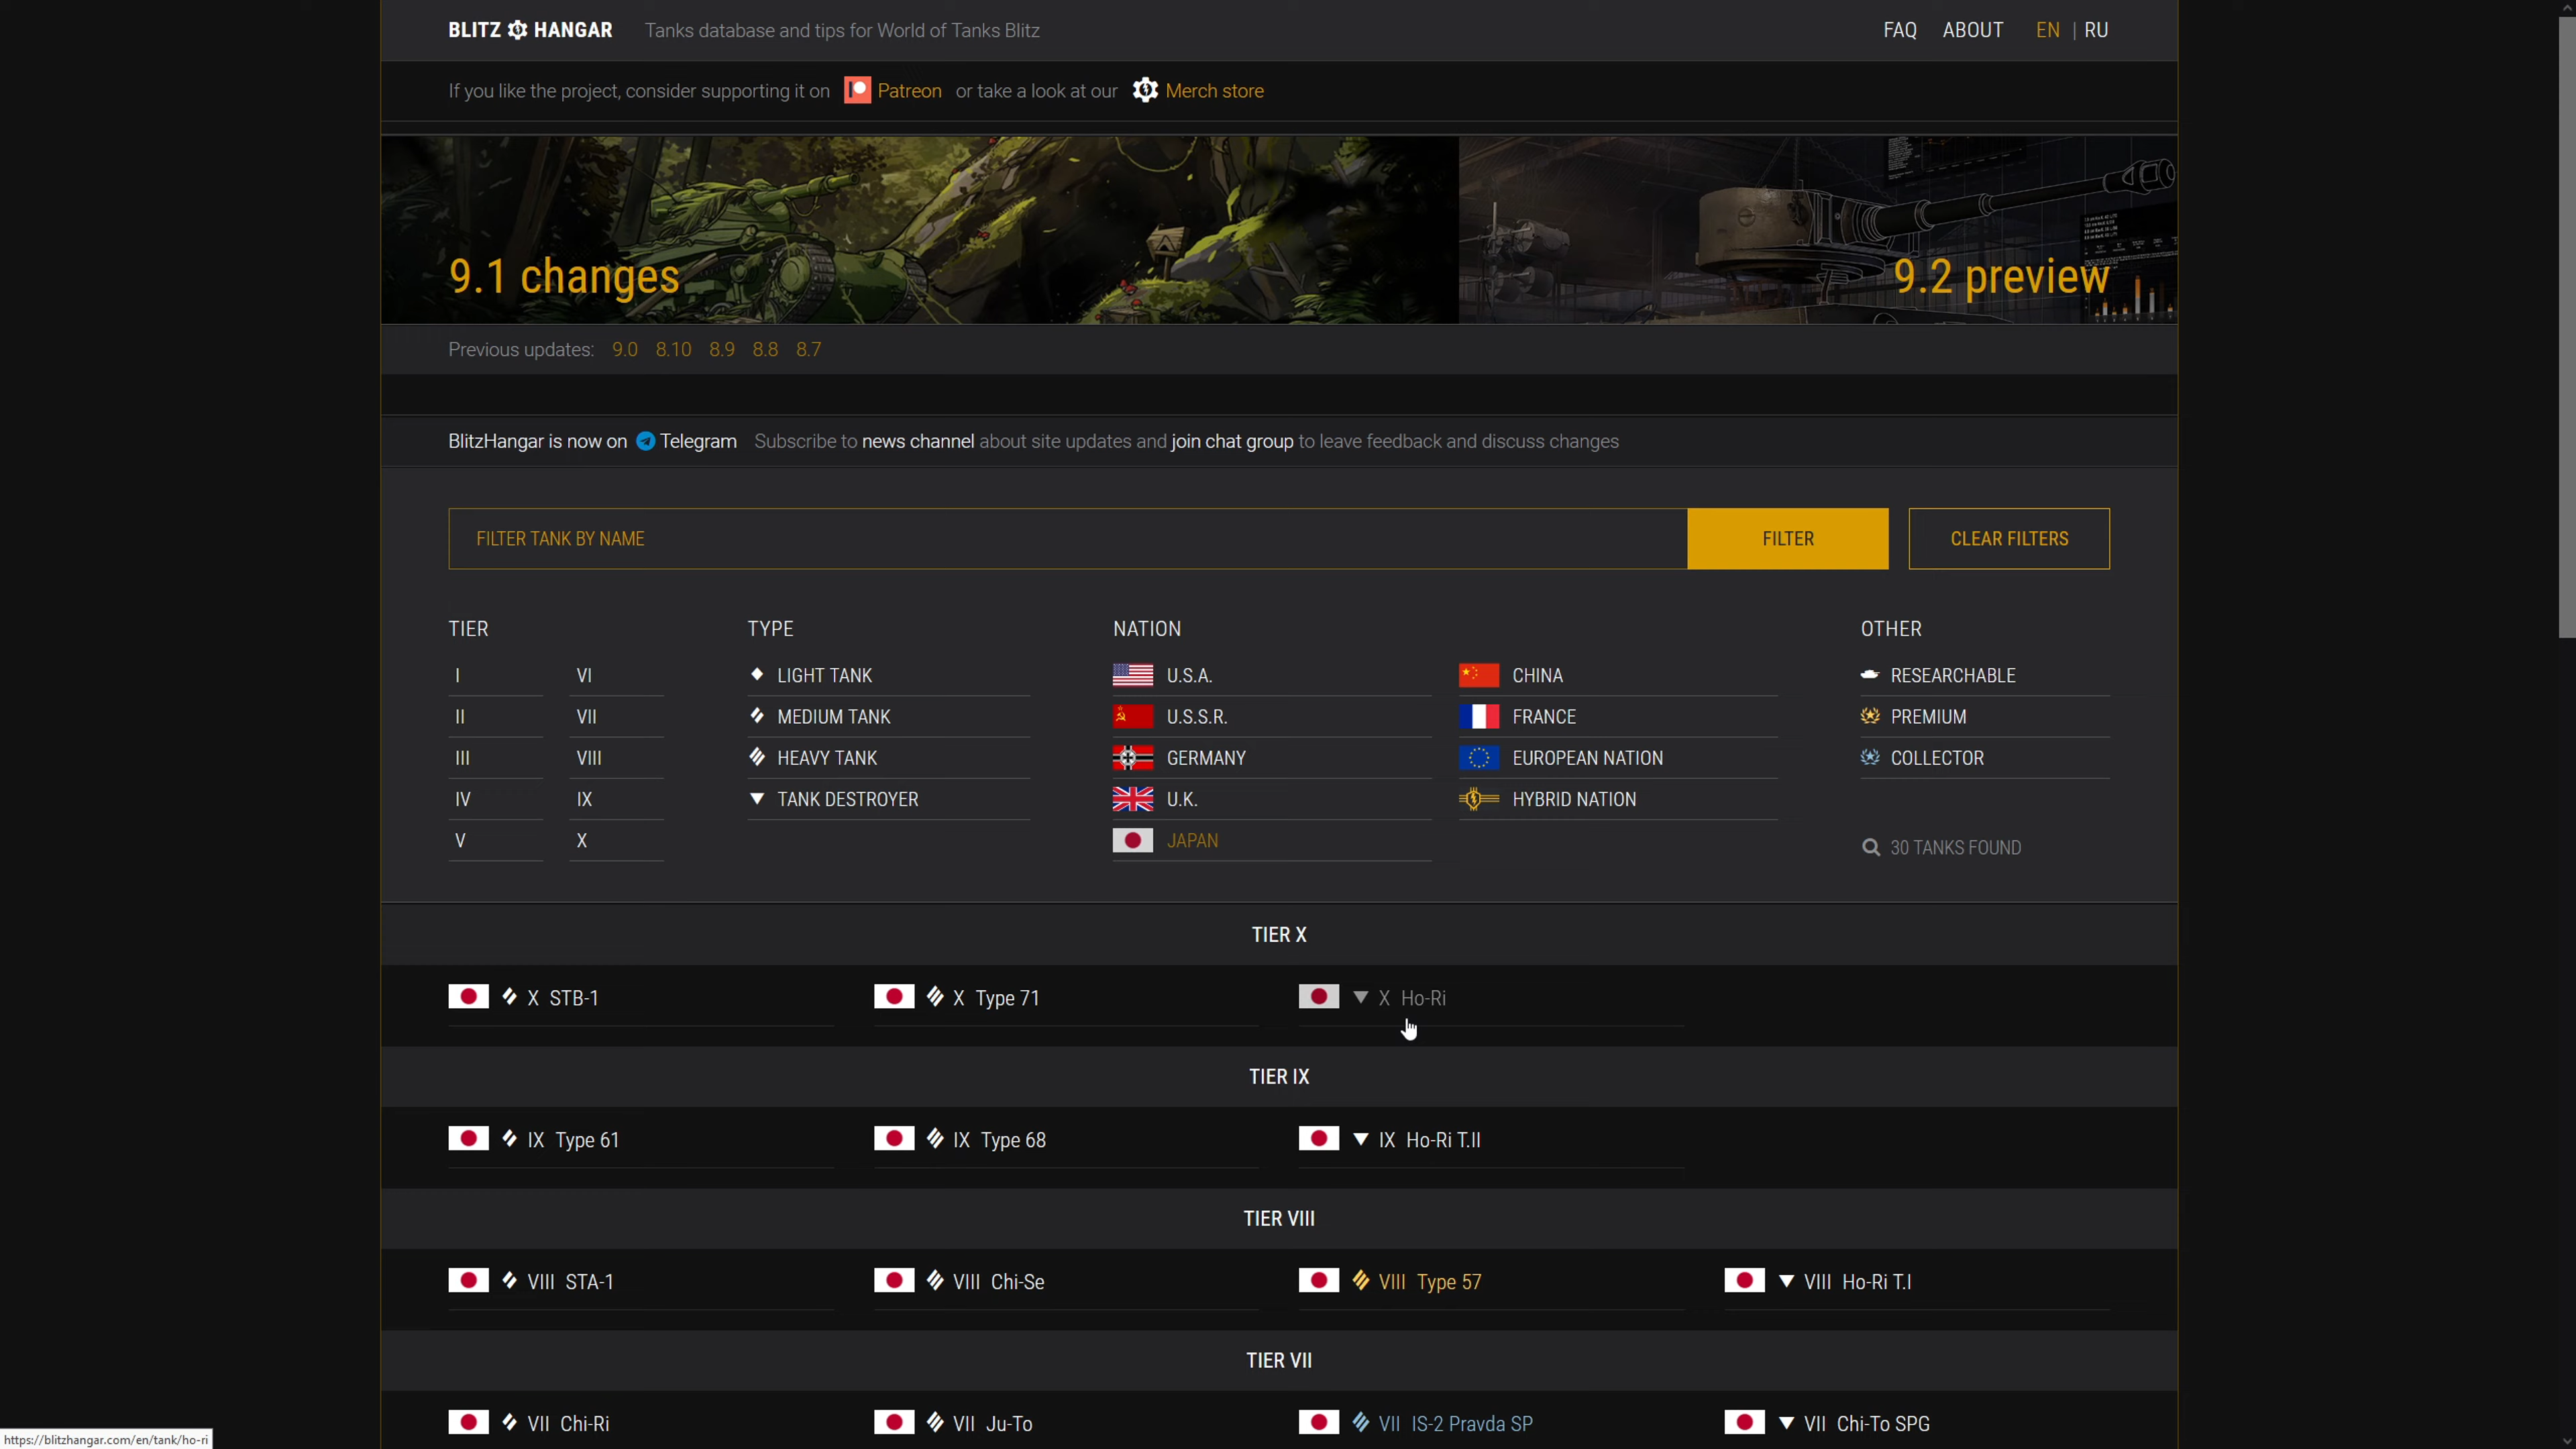 BLITZ HANGAR Tanks database and tips for World of Tanks Blitz FAQ ABOUT EN | RU
If you like the project, consider supporting it on Patreon or take a look at our Merch store
9.1 changes 9.2 preview
Previous updates: 9.0 8.10 8.9 8.8 8.7
BlitzHangar is now on Telegram Subscribe to news channel about site updates and join chat group to leave feedback and discuss changes
FILTER TANK BY NAME FILTER CLEAR FILTERS
TIER TYPE NATION OTHER
I VI LIGHT TANK U.S.A. CHINA RESEARCHABLE
II VII MEDIUM TANK U.S.S.R. FRANCE PREMIUM
III VIII HEAVY TANK GERMANY EUROPEAN NATION COLLECTOR
IV IX TANK DESTROYER U.K. HYBRID NATION
V X JAPAN 30 TANKS FOUND
TIER X
X STB-1 X Type 71 X Ho-Ri
TIER IX
IX Type 61 IX Type 68 IX Ho-Ri T.II
TIER VIII
VIII STA-1 VIII Chi-Se VIII Type 57 VIII Ho-Ri T.I
TIER VII
VII Chi-Ri VII Ju-To VII IS-2 Pravda SP VII Chi-To SPG
https://blitzhangar.com/en/tank/ho-ri